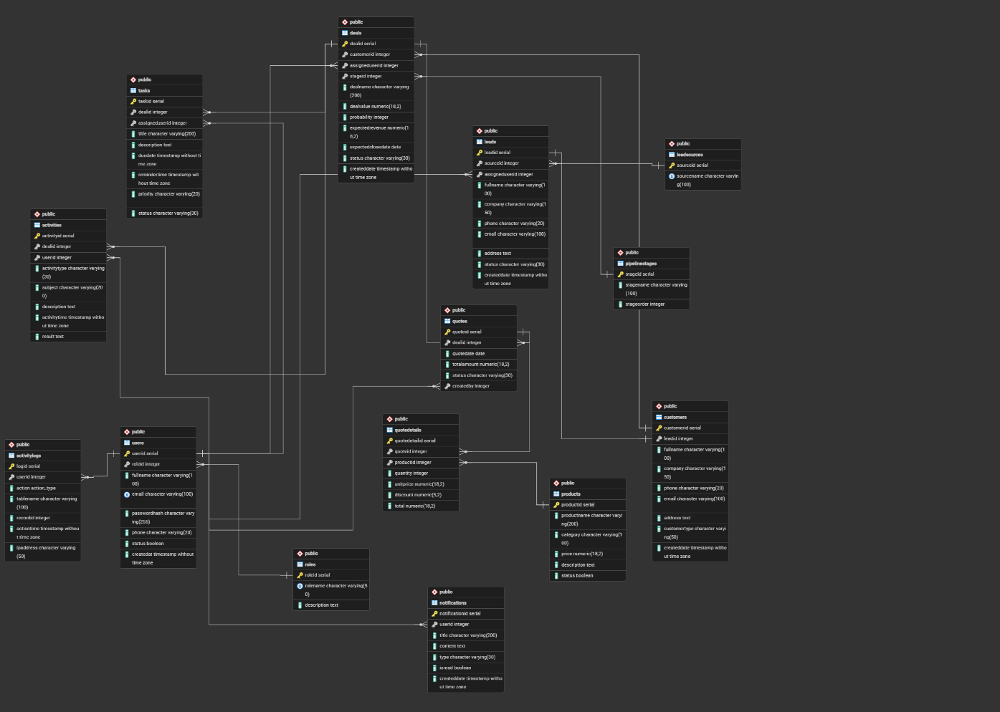 public
deals
dealid serial
customerid integer
assigneduserid integer
stageid integer
dealname character varying
(200)
dealvalue numeric(18,2)
probability integer
expectedrevenue numeric(1
8,2)
expectedclosedate date
status character varying(30)
createddate timestamp witho
ut time zone
public
tasks
taskid serial
dealid integer
assigneduserid integer
title character varying(200)
description text
duedate timestamp without ti
me zone
remindertime timestamp wit
hout time zone
priority character varying(20)
status character varying(30)
public
leads
leadid serial
sourceid integer
assigneduserid integer
fullname character varying(1
00)
company character varying(1
50)
phone character varying(20)
email character varying(100)
address text
status character varying(30)
createddate timestamp witho
ut time zone
public
leadsources
sourceid serial
sourcename character varyin
g(100)
public
activities
activityid serial
dealid integer
userid integer
activitytype character varying
(30)
subject character varying(20
0)
description text
activitytime timestamp witho
ut time zone
result text
public
pipelinestages
stageid serial
stagename character varying
(100)
stageorder integer
public
quotes
quoteid serial
dealid integer
quotedate date
totalamount numeric(18,2)
status character varying(30)
createdby integer
public
customers
customerid serial
leadid integer
fullname character varying(1
00)
company character varying(1
50)
phone character varying(20)
email character varying(100)
address text
customertype character varyi
ng(50)
createddate timestamp witho
ut time zone
public
quotedetails
quotedetailid serial
quoteid integer
productid integer
quantity integer
unitprice numeric(18,2)
discount numeric(5,2)
total numeric(18,2)
public
users
userid serial
roleid integer
fullname character varying(1
00)
email character varying(100)
passwordhash character vary
ing(255)
phone character varying(20)
status boolean
createdat timestamp without
time zone
public
activitylogs
logid serial
userid integer
action action_type
tablename character varying
(100)
recordid integer
actiontime timestamp withou
t time zone
ipaddress character varying
(50)
public
products
productid serial
productname character varyi
ng(200)
category character varying(1
00)
price numeric(18,2)
description text
status boolean
public
roles
roleid serial
rolename character varying(5
0)
description text
public
notifications
notificationid serial
userid integer
title character varying(200)
content text
type character varying(30)
isread boolean
createddate timestamp witho
ut time zone